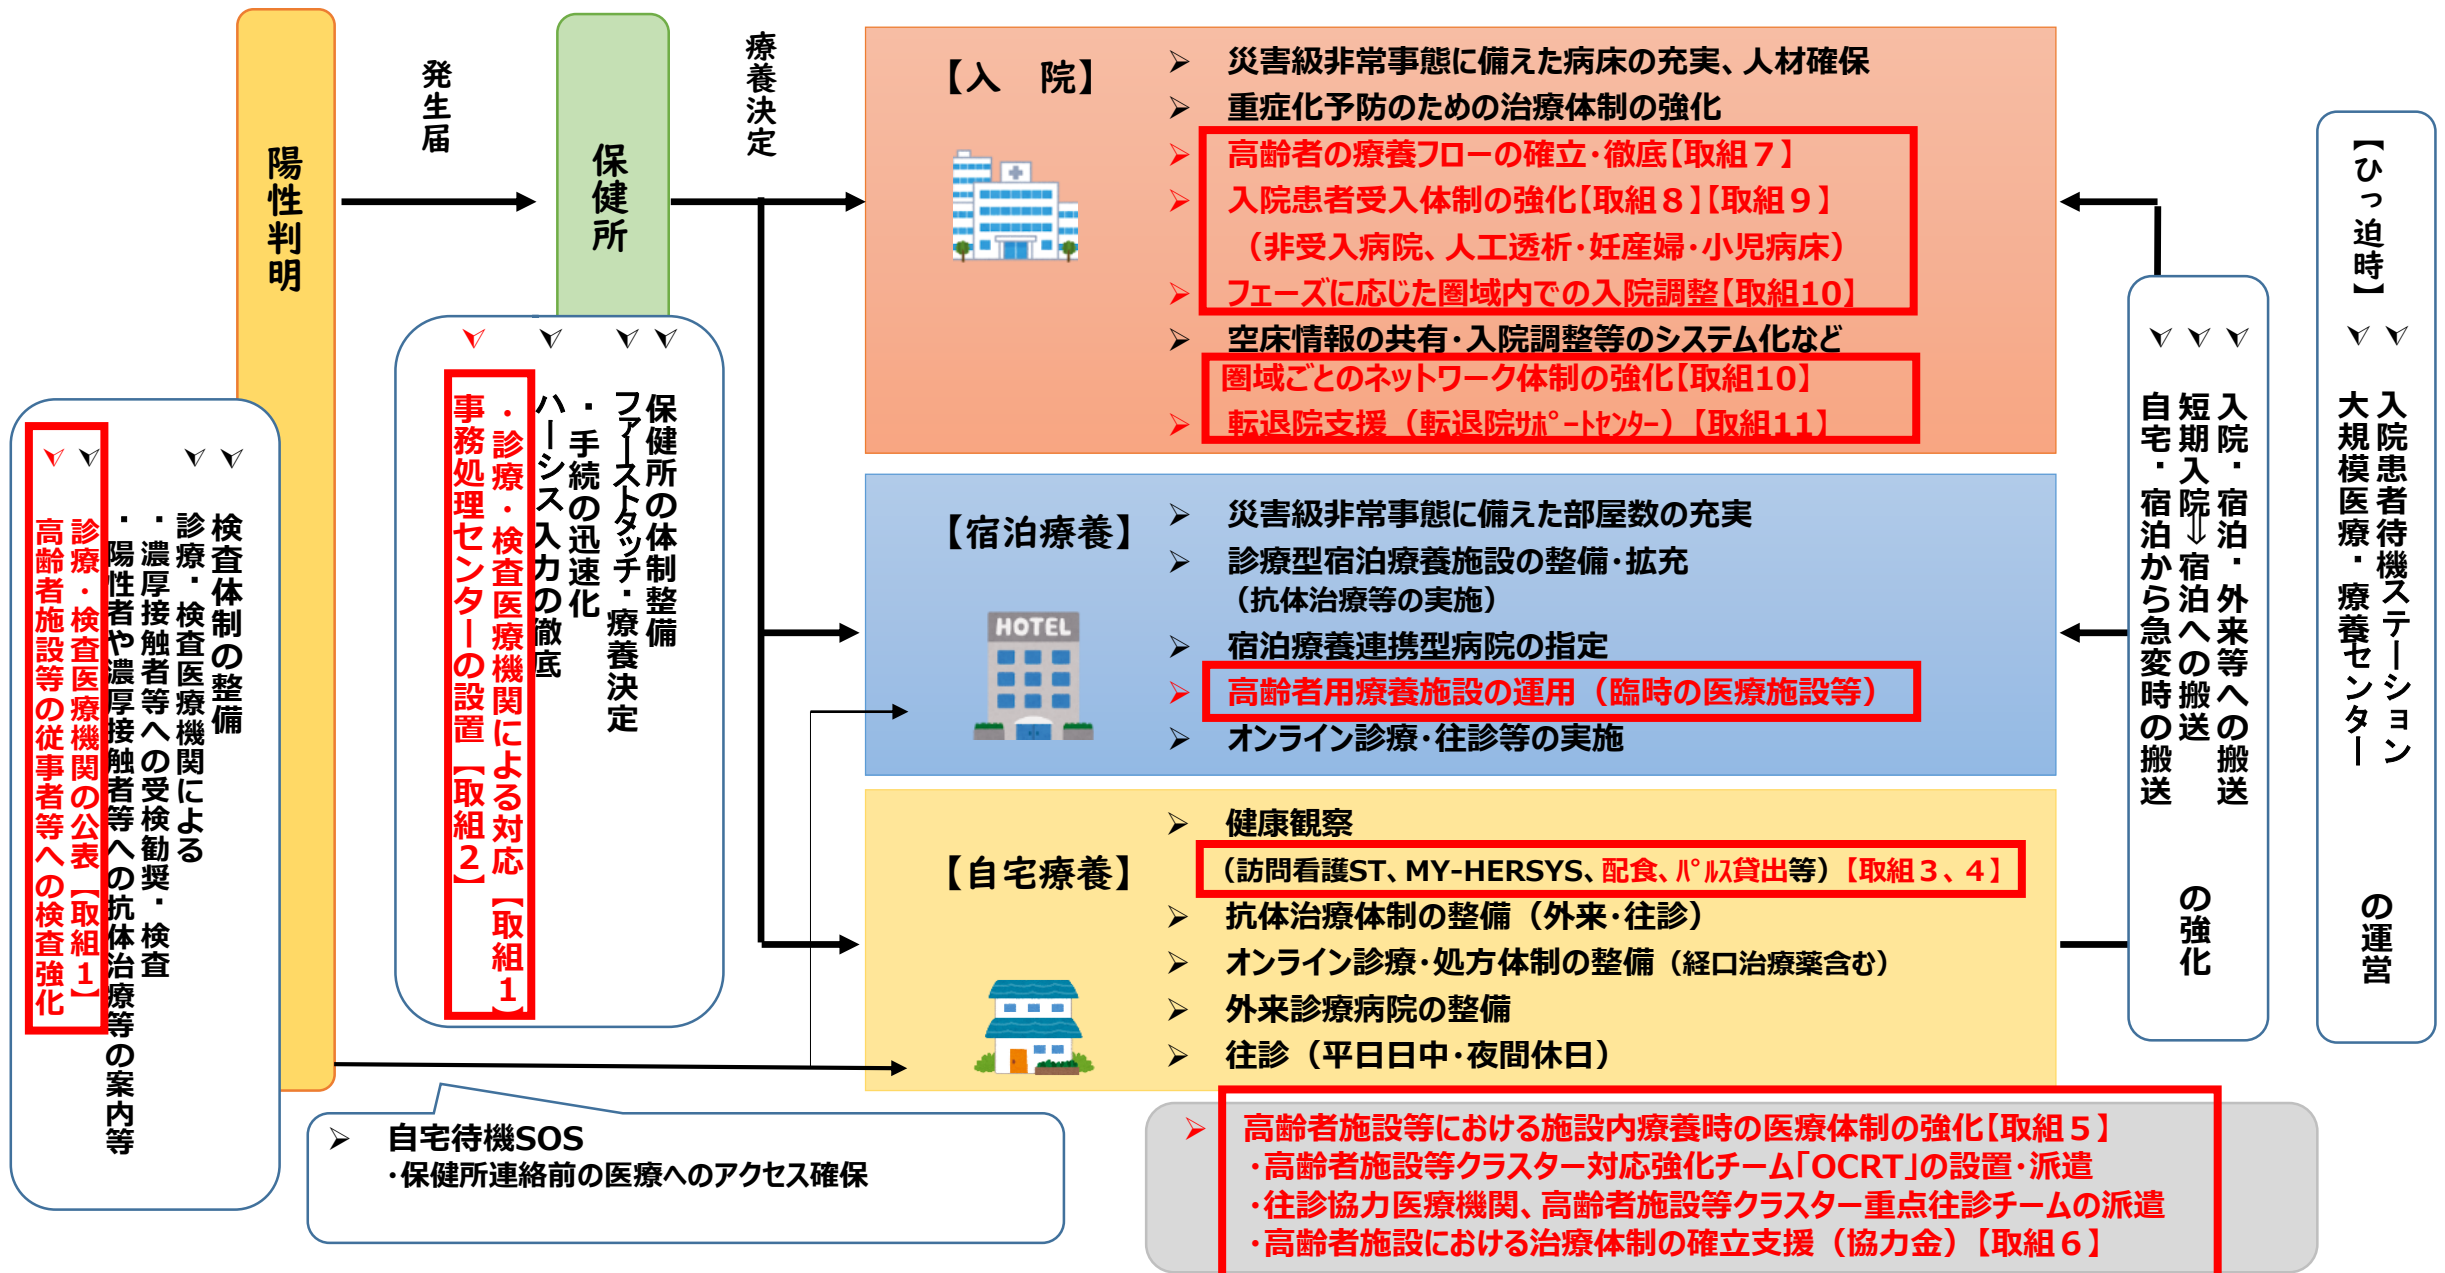 陽性判明
発生届
保健所
療養決定
➢ 検査体制の整備
➢ 診療・検査医療機関による
・濃厚接触者等への受検勧奨・検査
・陽性者や濃厚接触者等への抗体治療等の案内等
➢ 診療・検査医療機関の公表【取組１】
➢ 高齢者施設等の従事者等への検査強化
➢ 保健所の体制整備
➢ ファーストタッチ・療養決定
・手続の迅速化
➢ ハーシス入力の徹底
・診療・検査医療機関による対応【取組１】
➢ 事務処理センターの設置【取組２】
【入　院】
➢ 災害級非常事態に備えた病床の充実、人材確保
➢ 重症化予防のための治療体制の強化
➢ 高齢者の療養フローの確立・徹底【取組７】
➢ 入院患者受入体制の強化【取組８】【取組９】
（非受入病院、人工透析・妊産婦・小児病床）
➢ フェーズに応じた圏域内での入院調整【取組10】
➢ 空床情報の共有・入院調整等のシステム化など
圏域ごとのネットワーク体制の強化【取組10】
➢ 転退院支援（転退院ｻﾎﾟｰﾄｾﾝﾀｰ）【取組11】
【宿泊療養】
➢ 災害級非常事態に備えた部屋数の充実
➢ 診療型宿泊療養施設の整備・拡充
（抗体治療等の実施）
➢ 宿泊療養連携型病院の指定
➢ 高齢者用療養施設の運用（臨時の医療施設等）
➢ オンライン診療・往診等の実施
HOTEL
【自宅療養】
➢ 健康観察
（訪問看護ST、MY-HERSYS、配食、ﾊﾟﾙｽ貸出等）【取組３、４】
➢ 抗体治療体制の整備（外来・往診）
➢ オンライン診療・処方体制の整備（経口治療薬含む）
➢ 外来診療病院の整備
➢ 往診（平日日中・夜間休日）
➢ 入院・宿泊・外来等への搬送
➢ 短期入院⇒宿泊への搬送
➢ 自宅・宿泊から急変時の搬送
の強化
【ひっ迫時】
➢ 入院患者待機ステーション
➢ 大規模医療・療養センター
の運営
➢ 自宅待機SOS
・保健所連絡前の医療へのアクセス確保
➢ 高齢者施設等における施設内療養時の医療体制の強化【取組５】
・高齢者施設等クラスター対応強化チーム「OCRT」の設置・派遣
・往診協力医療機関、高齢者施設等クラスター重点往診チームの派遣
・高齢者施設における治療体制の確立支援（協力金）【取組６】